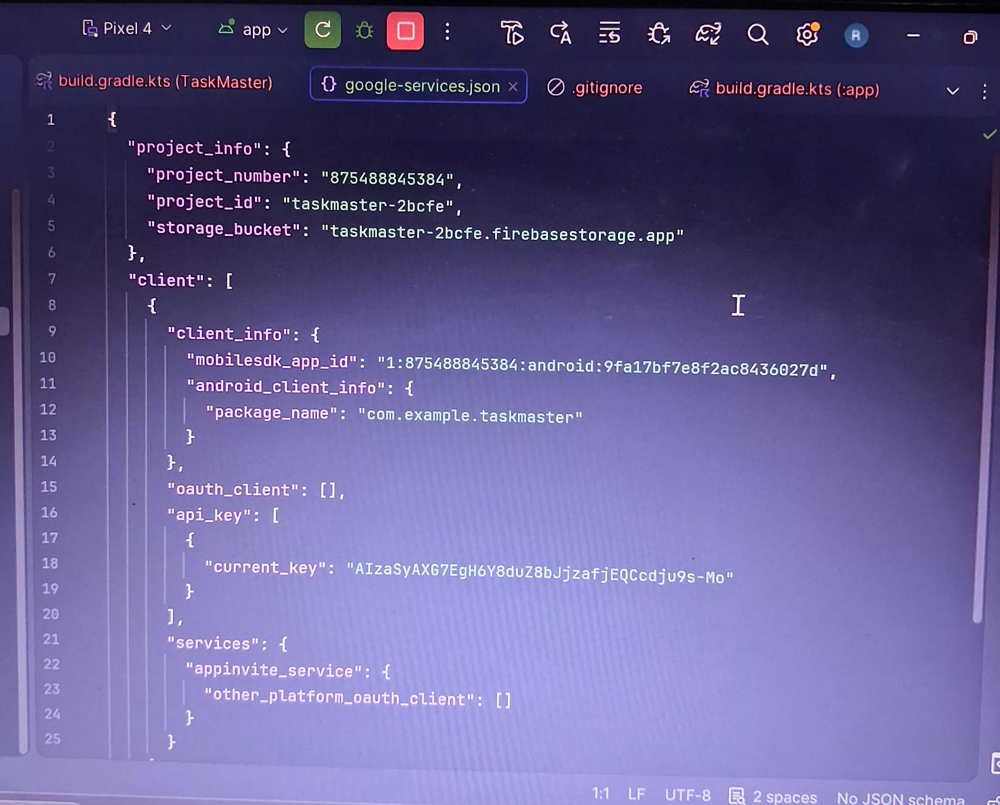 Pixel 4 app R
build.gradle.kts (TaskMaster) google-services.json .gitignore build.gradle.kts (:app)
1 {
2 "project_info": {
3 "project_number": "875488845384",
4 "project_id": "taskmaster-2bcfe",
5 "storage_bucket": "taskmaster-2bcfe.firebasestorage.app"
6 },
7 "client": [
8 {
9 "client_info": {
10 "mobilesdk_app_id": "1:875488845384:android:9fa17bf7e8f2ac8436027d",
11 "android_client_info": {
12 "package_name": "com.example.taskmaster"
13 }
14 },
15 "oauth_client": [],
16 "api_key": [
17 {
18 "current_key": "AIzaSyAXG7EgH6Y8duZ8bJjzafjEQCcdju9s-Mo"
19 }
20 ],
21 "services": {
22 "appinvite_service": {
23 "other_platform_oauth_client": []
24 }
25 }
1:1 LF UTF-8 2 spaces No JSON schema